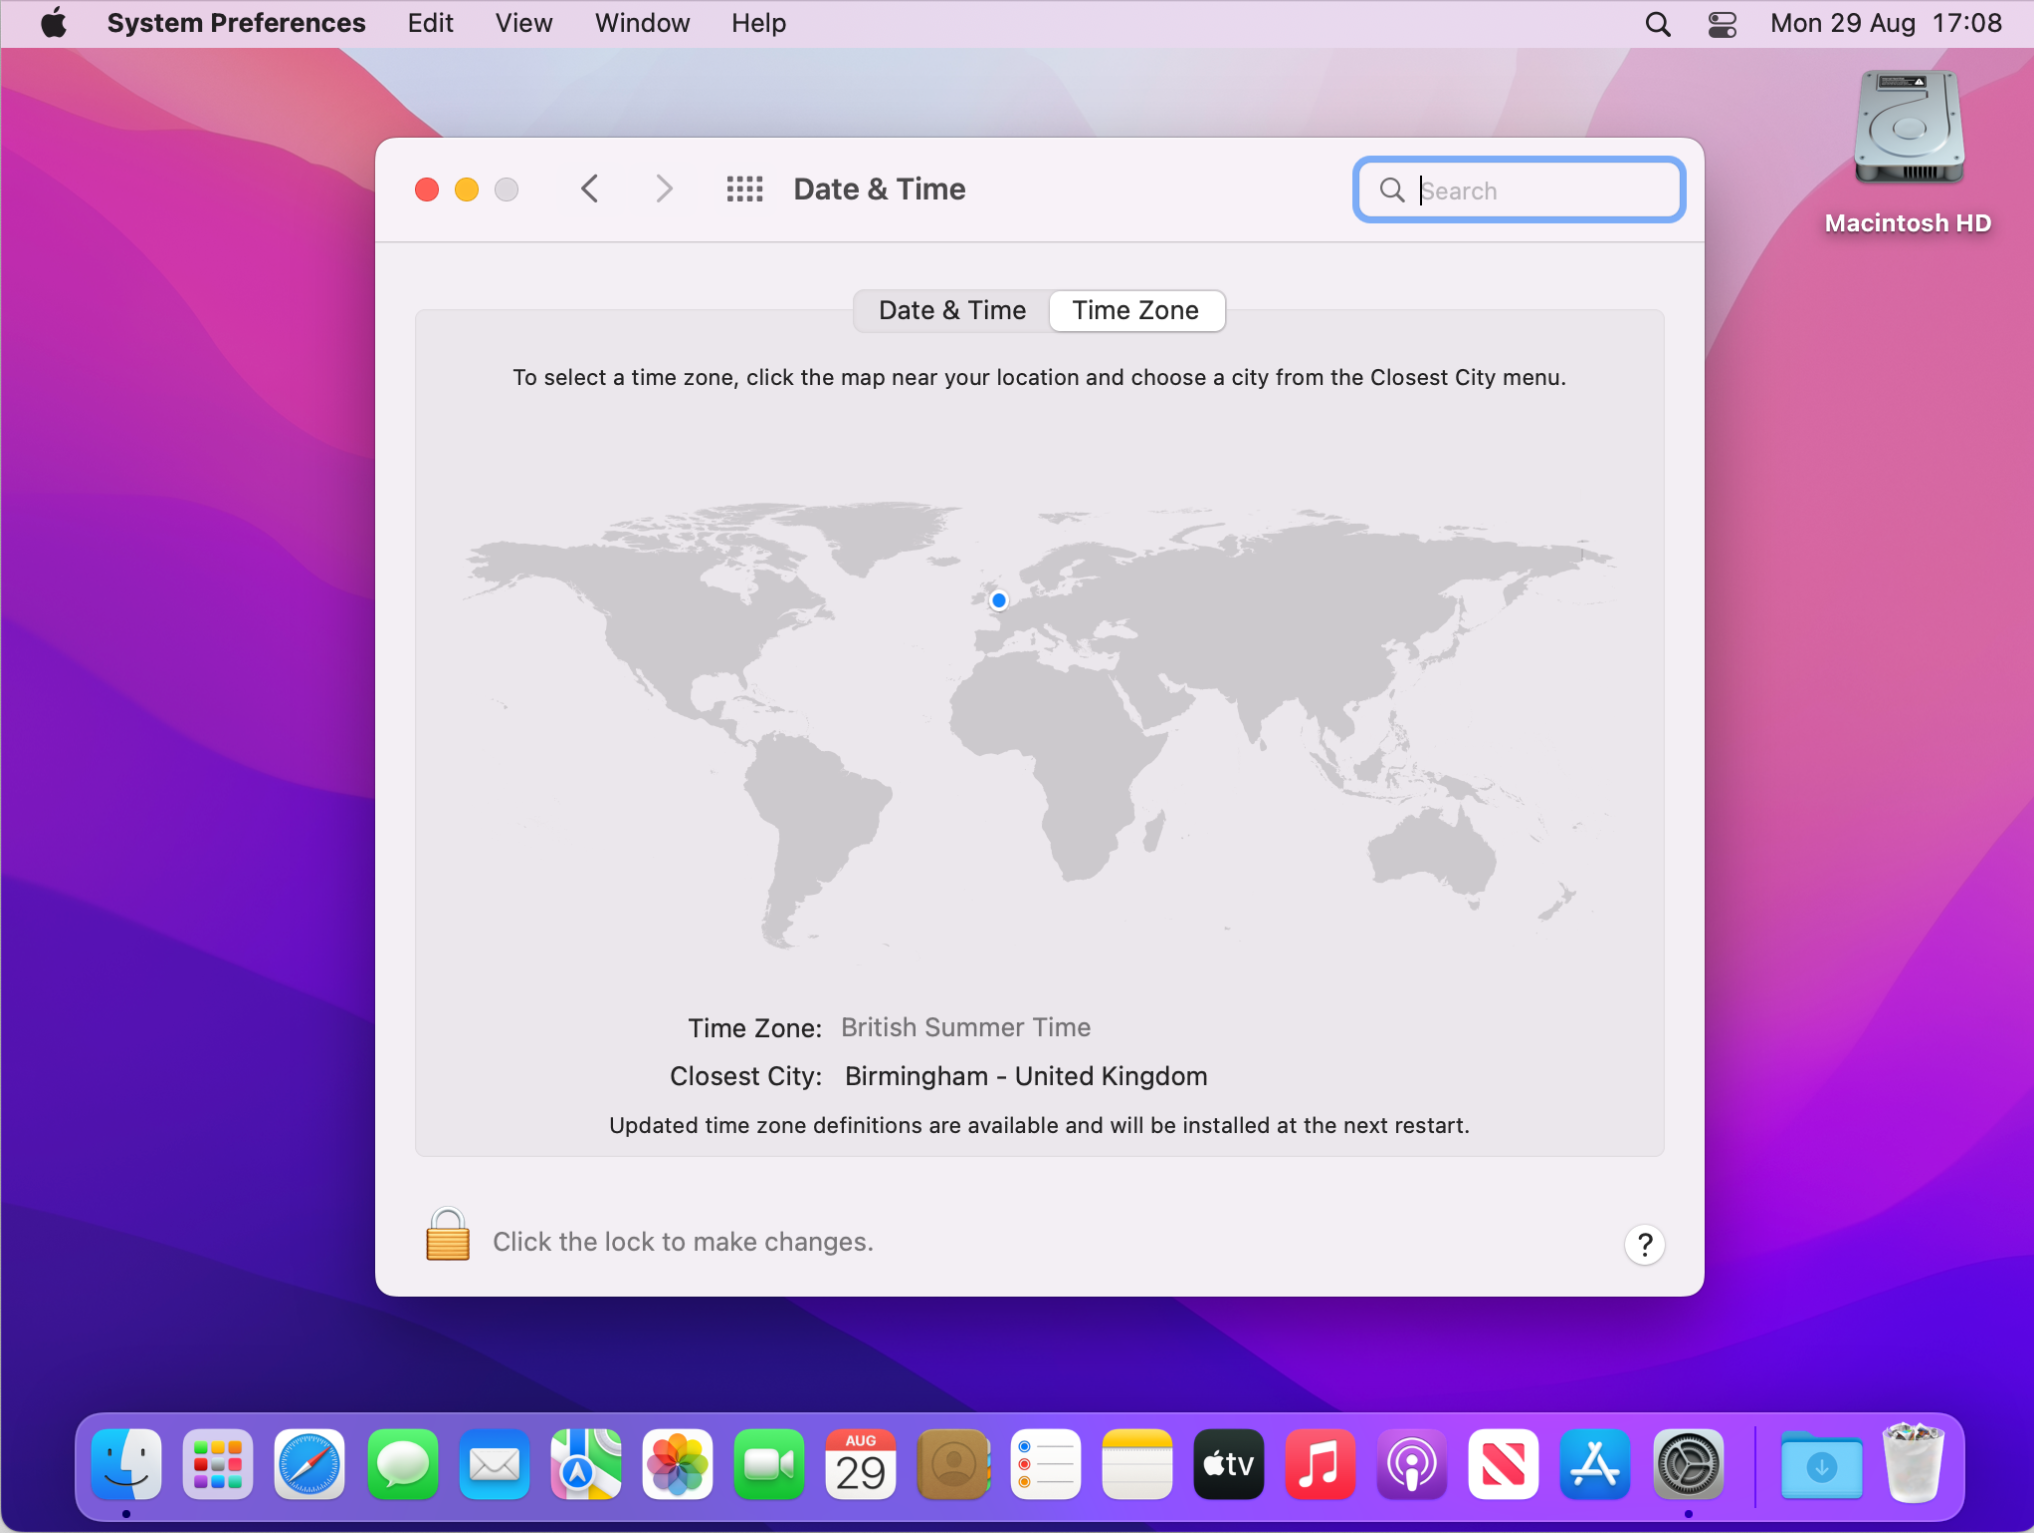 System Preferences Edit View Window Help Mon 29 Aug 17:08
Macintosh HD
Date & Time
Search
Date & Time Time Zone
To select a time zone, click the map near your location and choose a city from the Closest City menu.
Time Zone: British Summer Time
Closest City: Birmingham - United Kingdom
Updated time zone definitions are available and will be installed at the next restart.
Click the lock to make changes.
?
AUG
29
tv